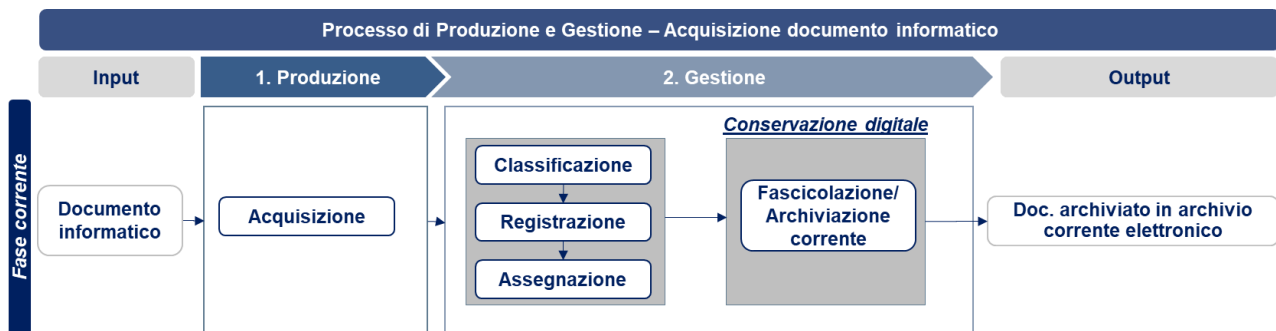 Processo di Produzione e Gestione – Acquisizione documento informatico
Input
1. Produzione
2. Gestione
Output
Fase corrente
Documento
informatico
Acquisizione
Classificazione
Registrazione
Assegnazione
Conservazione digitale
Fascicolazione/
Archiviazione
corrente
Doc. archiviato in archivio
corrente elettronico